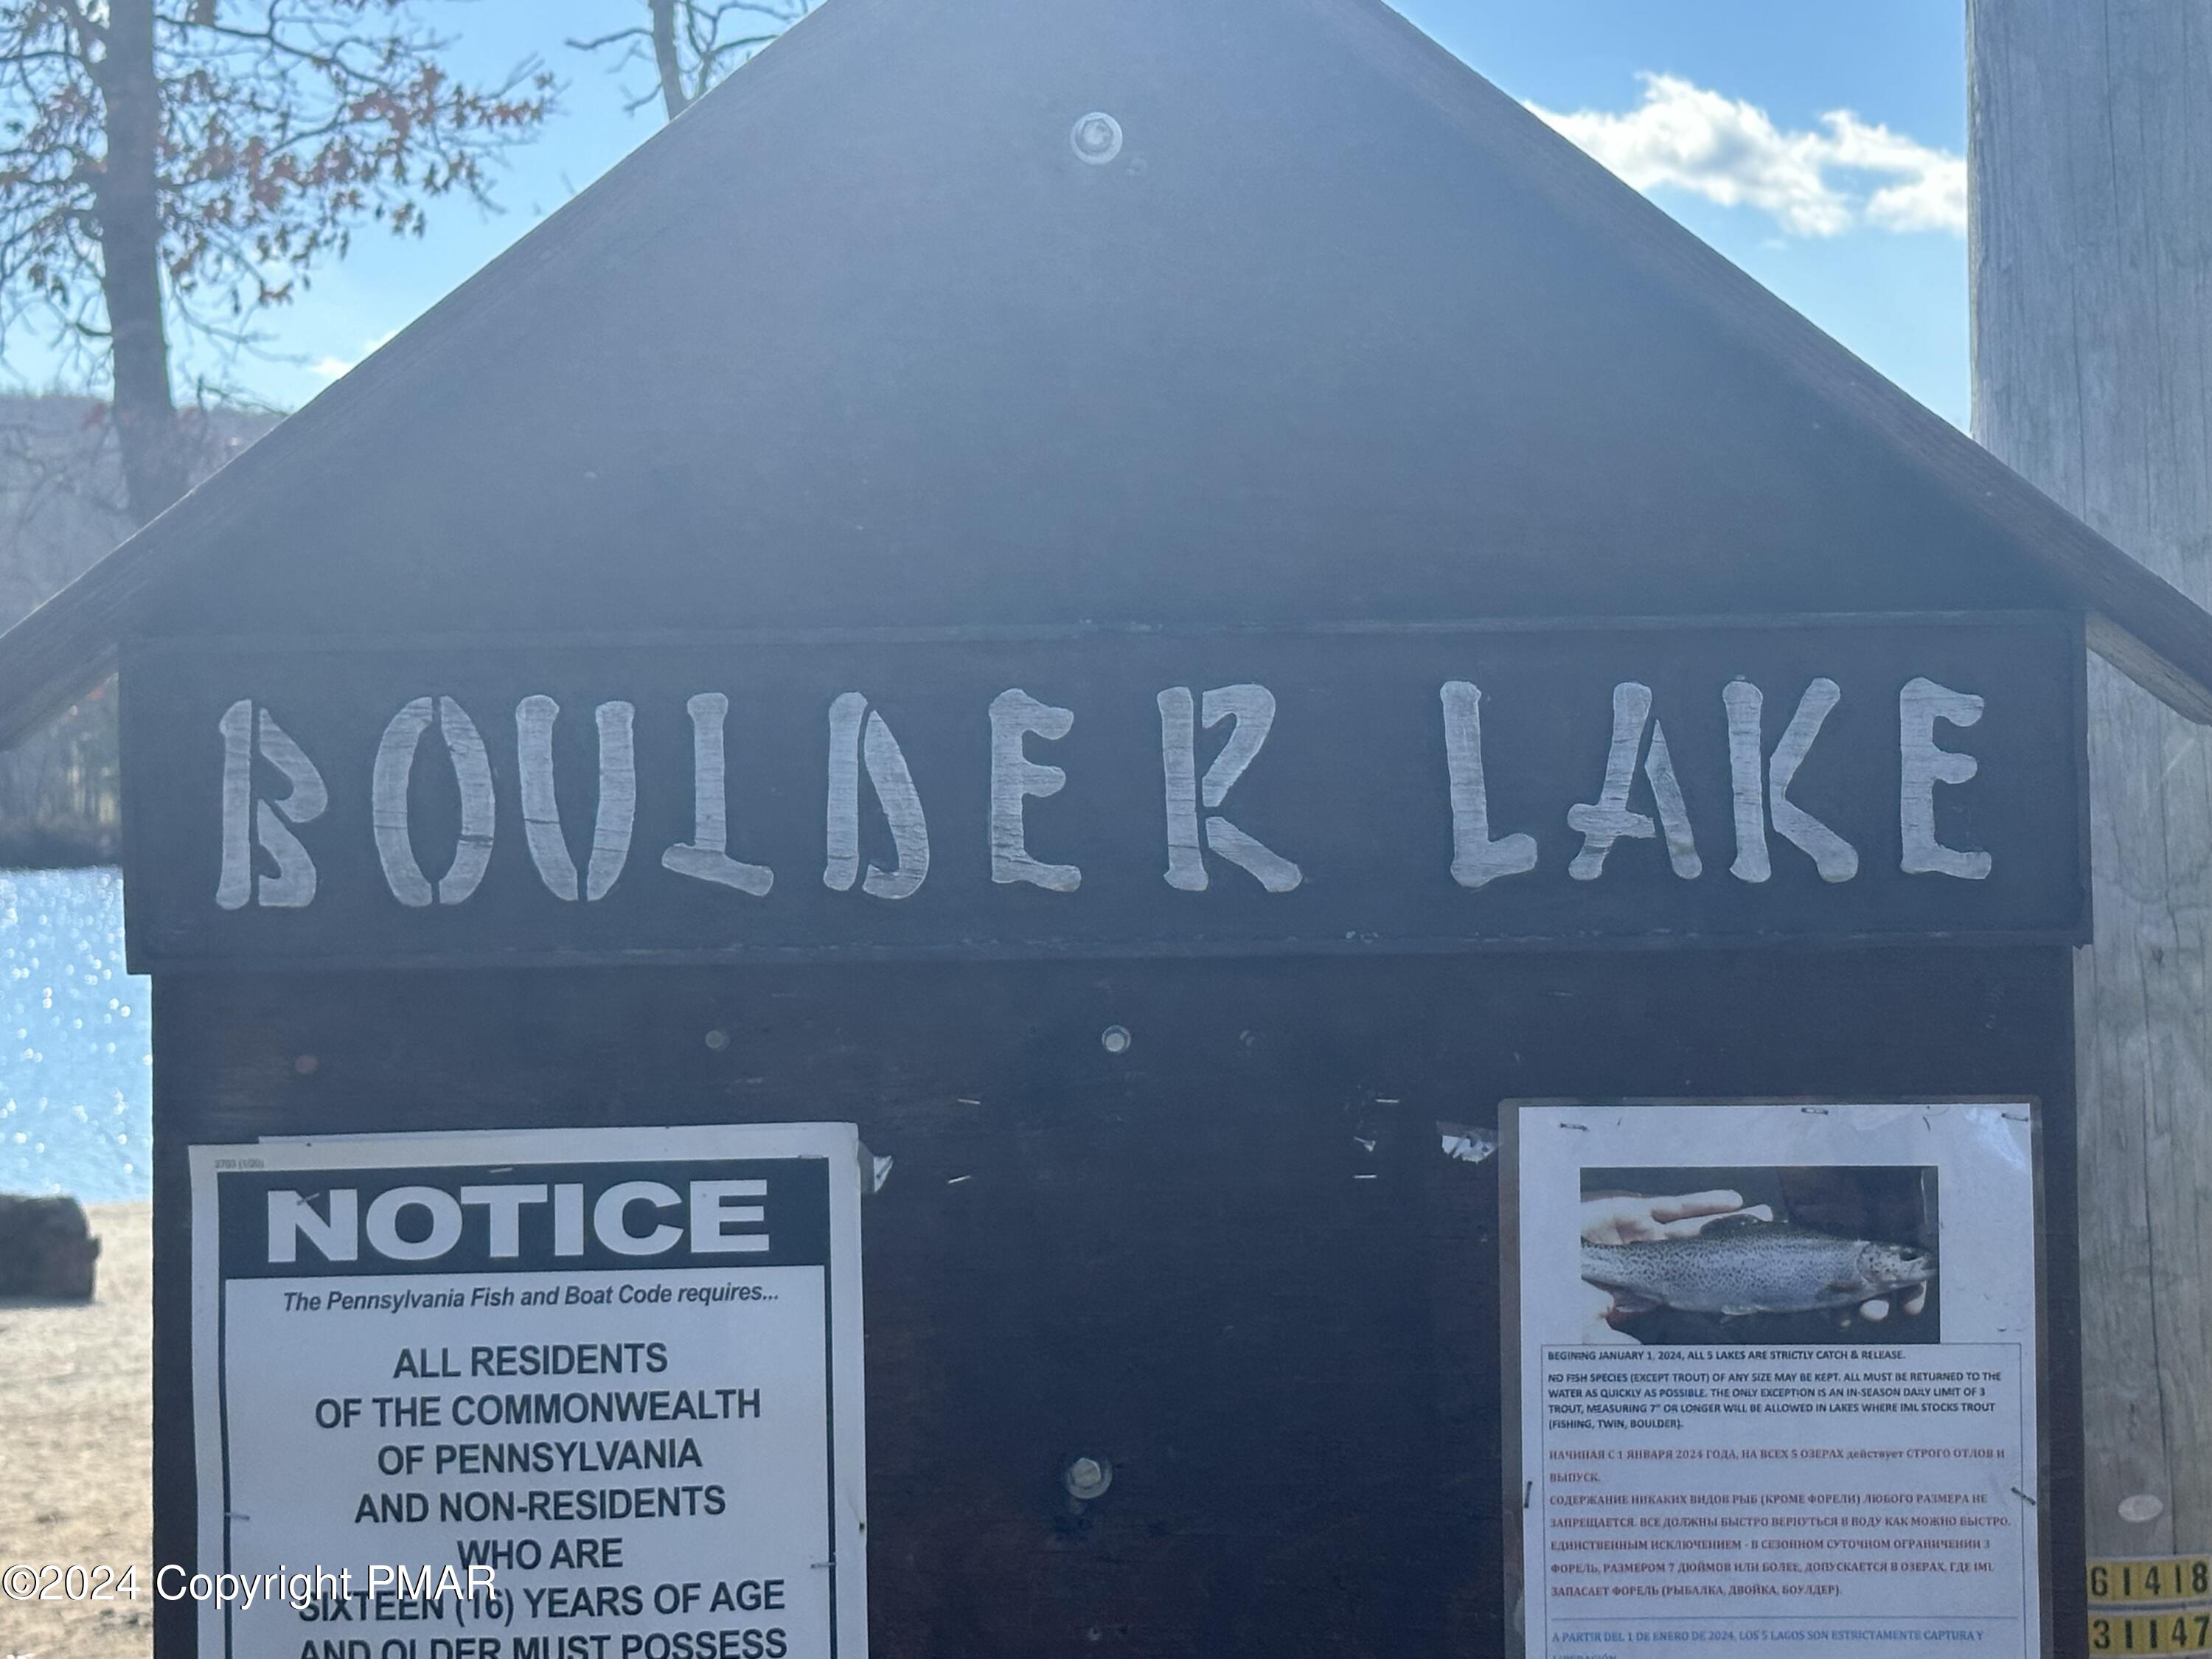 BOULDER LAKE
3703 (1/20)
NOTICE
The Pennsylvania Fish and Boat Code requires...
ALL RESIDENTS
OF THE COMMONWEALTH
OF PENNSYLVANIA
AND NON-RESIDENTS
WHO ARE
SIXTEEN (16) YEARS OF AGE
AND OLDER MUST POSSESS
BEGINING JANUARY 1, 2024, ALL 5 LAKES ARE STRICTLY CATCH & RELEASE.
NO FISH SPECIES (EXCEPT TROUT) OF ANY SIZE MAY BE KEPT. ALL MUST BE RETURNED TO THE
WATER AS QUICKLY AS POSSIBLE. THE ONLY EXCEPTION IS AN IN-SEASON DAILY LIMIT OF 3
TROUT, MEASURING 7" OR LONGER WILL BE ALLOWED IN LAKES WHERE IML STOCKS TROUT
(FISHING, TWIN, BOULDER).
НАЧИНАЯ С 1 ЯНВАРЯ 2024 ГОДА, НА ВСЕХ 5 ОЗЕРАХ действует СТРОГО ОТЛОВ И
ВЫПУСК.
СОДЕРЖАНИЕ НИКАКИХ ВИДОВ РЫБ (КРОМЕ ФОРЕЛИ) ЛЮБОГО РАЗМЕРА НЕ
ЗАПРЕЩАЕТСЯ. ВСЕ ДОЛЖНЫ БЫСТРО ВЕРНУТЬСЯ В ВОДУ КАК МОЖНО БЫСТРО.
ЕДИНСТВЕННЫМ ИСКЛЮЧЕНИЕМ - В СЕЗОННОМ СУТОЧНОМ ОГРАНИЧЕНИИ 3
ФОРЕЛЬ, РАЗМЕРОМ 7 ДЮЙМОВ ИЛИ БОЛЕЕ, ДОПУСКАЕТСЯ В ОЗЕРАХ, ГДЕ IML
ЗАПАСАЕТ ФОРЕЛЬ (РЫБАЛКА, ДВОЙКА, БОУЛДЕР).
A PARTIR DEL 1 DE ENERO DE 2024, LOS 5 LAGOS SON ESTRICTAMENTE CAPTURA Y
LIBERACIÓN.
61418
31147
©2024 Copyright PMAR